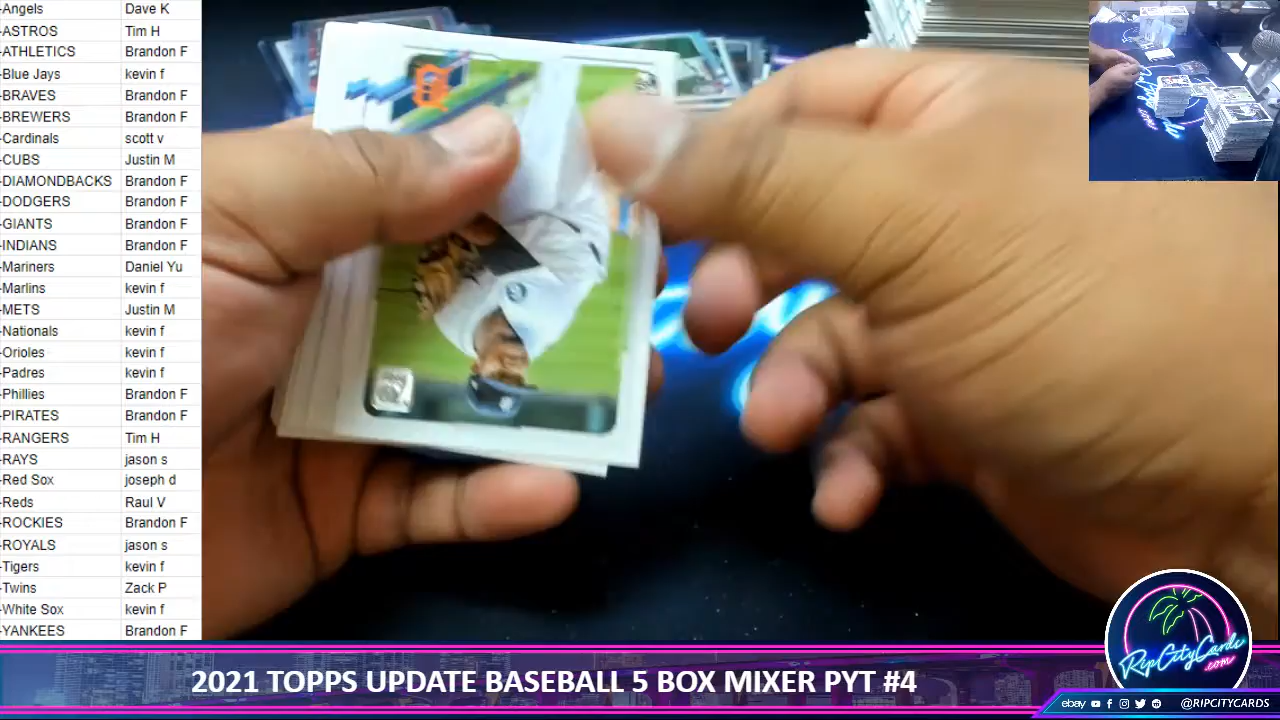 -Angels Dave K
-ASTROS Tim H
-ATHLETICS Brandon F
-Blue Jays kevin f
-BRAVES Brandon F
-BREWERS Brandon F
-Cardinals scott v
-CUBS Justin M
-DIAMONDBACKS Brandon F
-DODGERS Brandon F
-GIANTS Brandon F
-INDIANS Brandon F
-Mariners Daniel Yu
-Marlins kevin f
-METS Justin M
-Nationals kevin f
-Orioles kevin f
-Padres kevin f
-Phillies Brandon F
-PIRATES Brandon F
-RANGERS Tim H
-RAYS jason s
-Red Sox joseph d
-Reds Raul V
-ROCKIES Brandon F
-ROYALS jason s
-Tigers kevin f
-Twins Zack P
-White Sox kevin f
-YANKEES Brandon F
RipCityCards
.com
2021 TOPPS UPDATE BASEBALL 5 BOX MIXER PYT #4
ebay @RIPCITYCARDS